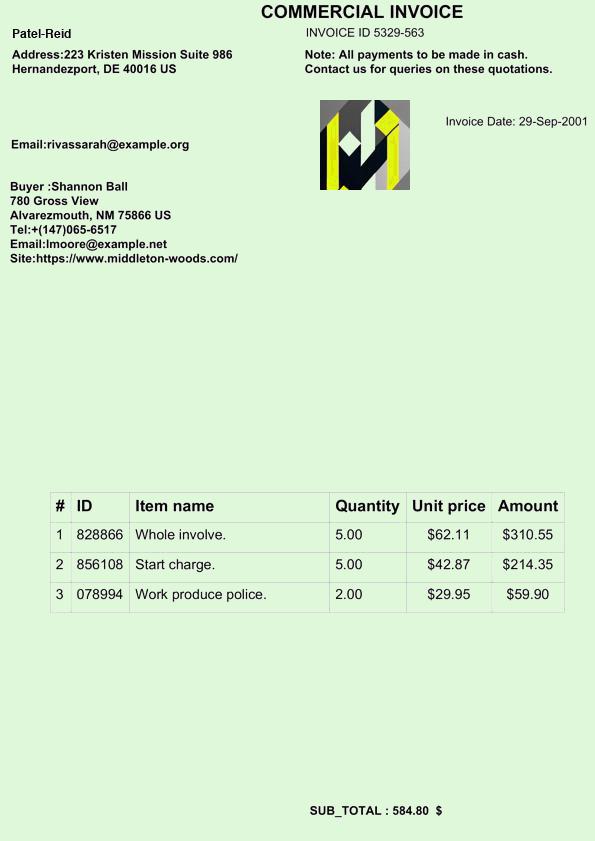 COMMERCIAL INVOICE
Patel-Reid
INVOICE ID 5329-563
Address:223 Kristen Mission Suite 986
Hernandezport, DE 40016 US
Note: All payments to be made in cash.
Contact us for queries on these quotations.
Invoice Date: 29-Sep-2001
Email:rivassarah@example.org
Buyer :Shannon Ball
780 Gross View
Alvarezmouth, NM 75866 US
Tel:+(147)065-6517
Email:lmoore@example.net
Site:https://www.middleton-woods.com/
# ID Item name Quantity Unit price Amount
1 828866 Whole involve. 5.00 $62.11 $310.55
2 856108 Start charge. 5.00 $42.87 $214.35
3 078994 Work produce police. 2.00 $29.95 $59.90
SUB_TOTAL : 584.80 $